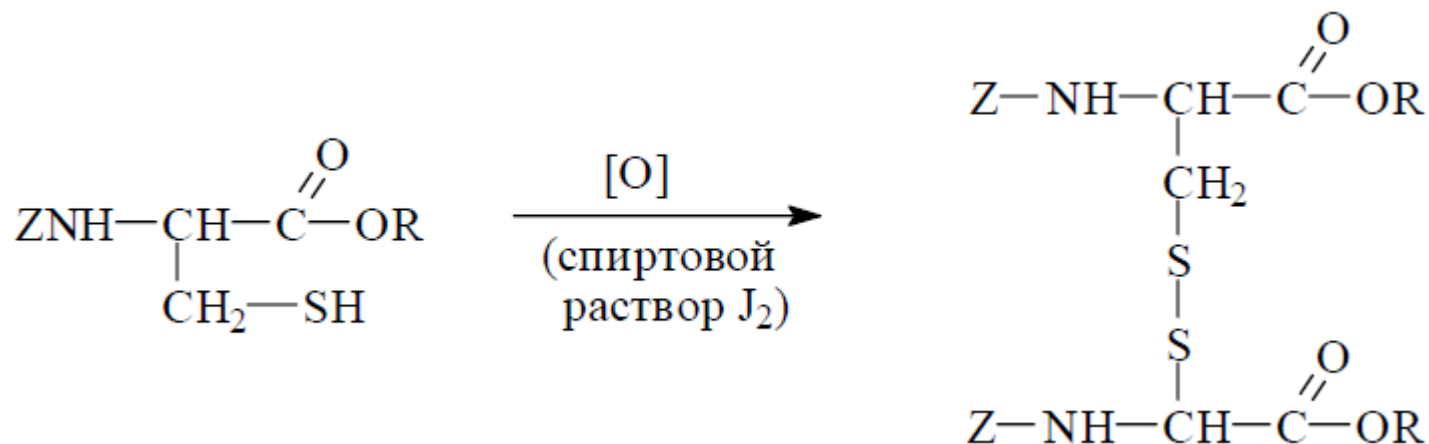 ZNH—CH—C—OR
O
CH₂—SH
[O]
(спиртовой
раствор J₂)
O
Z—NH—CH—C—OR
CH₂
S
S
O
Z—NH—CH—C—OR